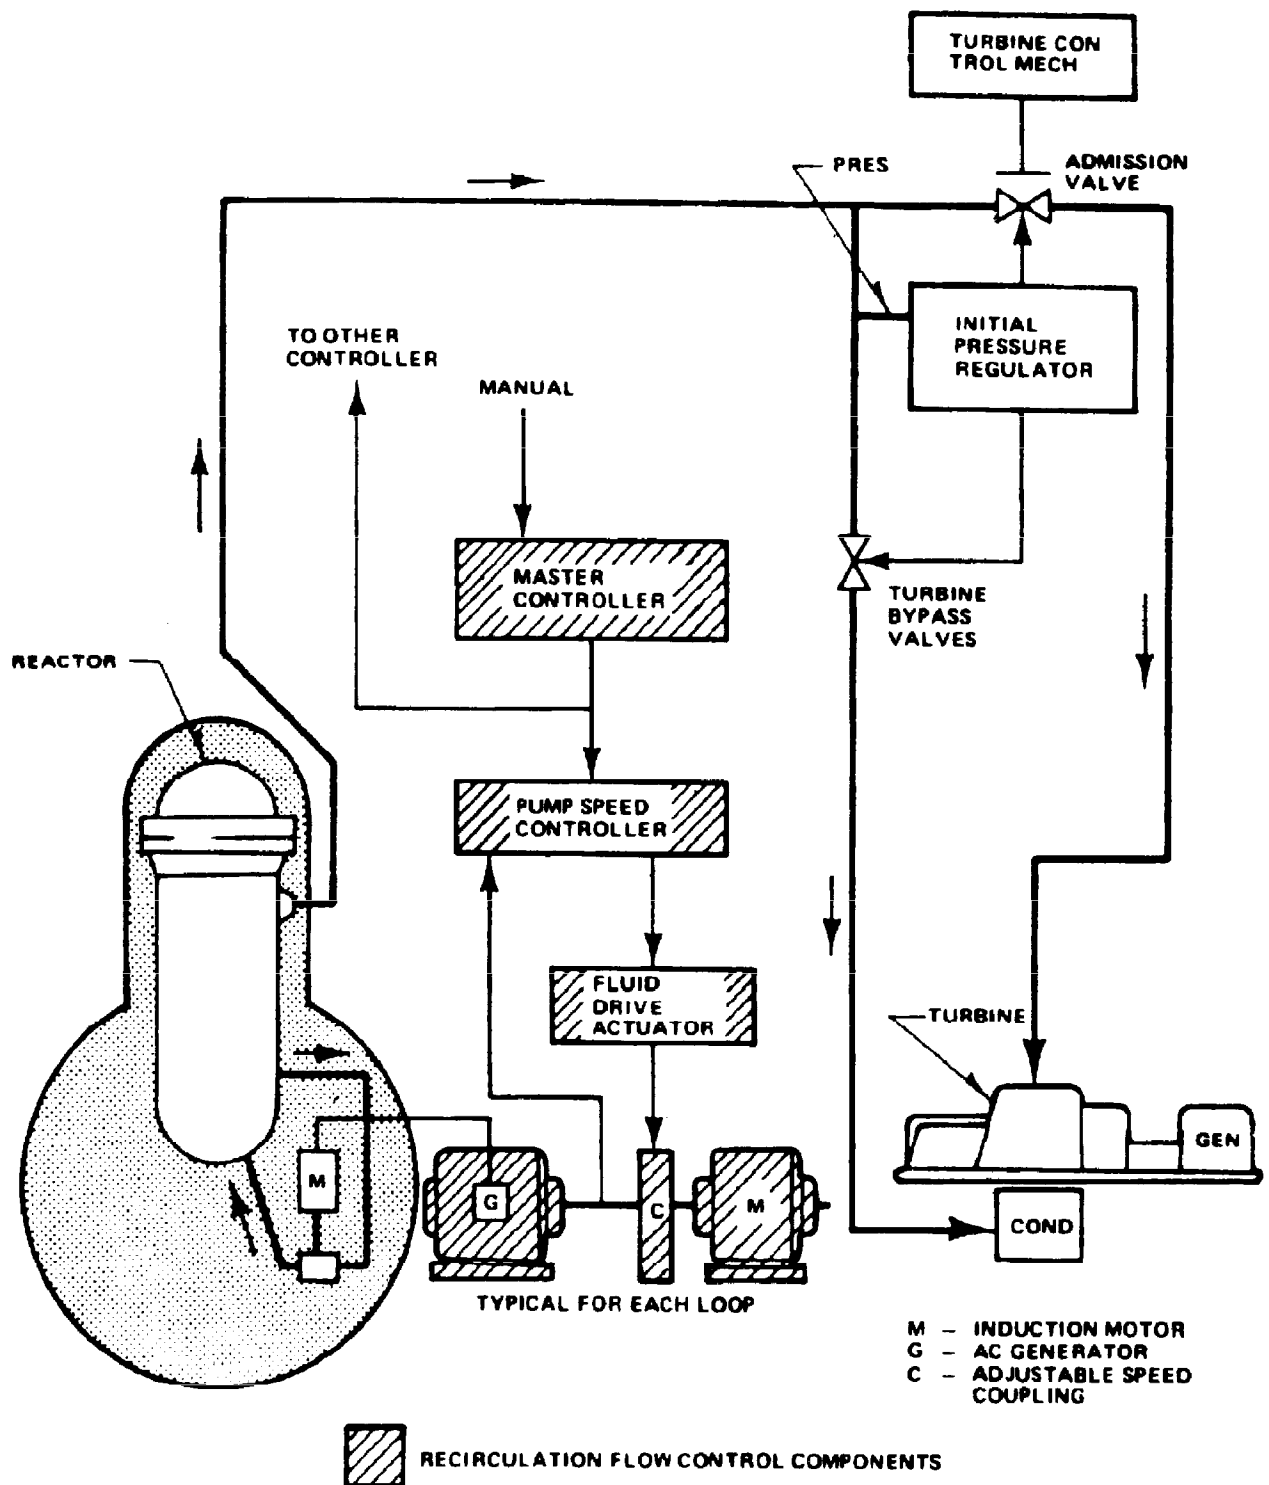 TURBINE CON
TROL MECH
PRES
ADMISSION
VALVE
INITIAL
PRESSURE
REGULATOR
TO OTHER
CONTROLLER
MANUAL
MASTER
CONTROLLER
TURBINE
BYPASS
VALVES
REACTOR
PUMP SPEED
CONTROLLER
FLUID
DRIVE
ACTUATOR
TURBINE
GEN
M
G
C
M
COND
TYPICAL FOR EACH LOOP
M – INDUCTION MOTOR
G – AC GENERATOR
C – ADJUSTABLE SPEED
COUPLING
RECIRCULATION FLOW CONTROL COMPONENTS